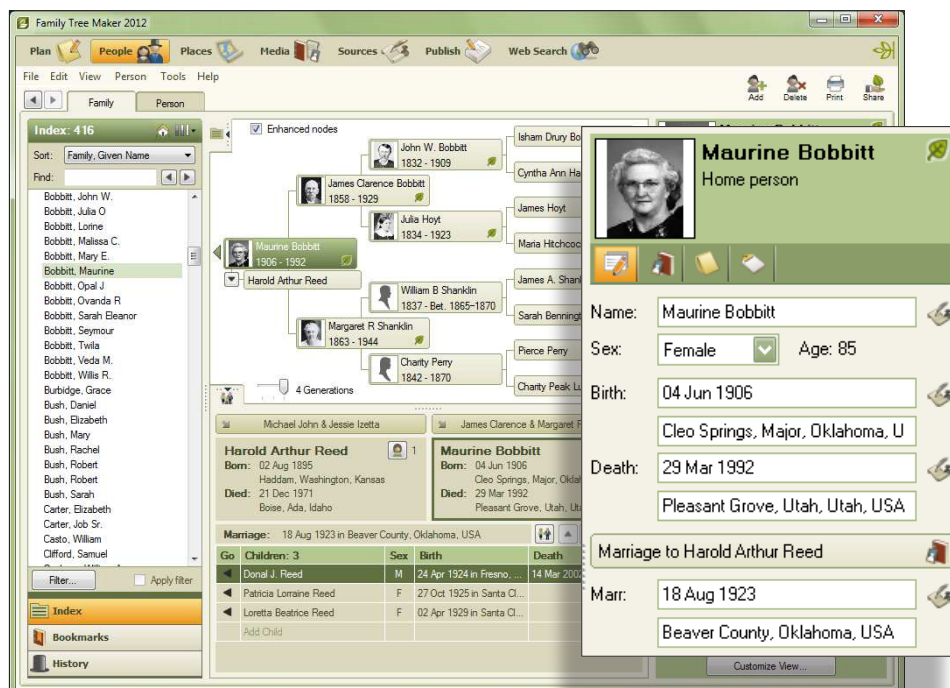 Family Tree Maker 2012
Plan People Places Media Sources Publish Web Search
File Edit View Person Tools Help
Add Delete Print Share
Family Person
Index: 416
Sort: Family, Given Name
Find:
Bobbitt, John W.
Bobbitt, Julia O
Bobbitt, Lorine
Bobbitt, Malissa C.
Bobbitt, Mary E.
Bobbitt, Maurine
Bobbitt, Opal J
Bobbitt, Ovanda R
Bobbitt, Sarah Eleanor
Bobbitt, Seymour
Bobbitt, Twila
Bobbitt, Veda M.
Bobbitt, Willis R.
Burbidge, Grace
Bush, Daniel
Bush, Elizabeth
Bush, Mary
Bush, Rachel
Bush, Robert
Bush, Robert
Bush, Sarah
Carter, Elizabeth
Carter, Job Sr.
Casto, William
Clifford, Samuel
Filter... Apply filter
Index
Bookmarks
History
Enhanced nodes
Maurine Bobbitt
1906 - 1992
Harold Arthur Reed
James Clarence Bobbitt
1858 - 1929
Margaret R Shanklin
1863 - 1944
John W. Bobbitt
1832 - 1909
Julia Hoyt
1834 - 1923
William B Shanklin
1837 - Bet. 1865-1870
Charity Perry
1842 - 1870
Isham Drury Bo
Cyntha Ann Ha
James Hoyt
Maria Hitchcoc
James A. Shan
Sarah Benning
Pierce Perry
Charity Peak Lu
4 Generations
Michael John & Jessie Izetta
James Clarence & Margaret
Harold Arthur Reed 1
Born: 02 Aug 1895
Haddam, Washington, Kansas
Died: 21 Dec 1971
Boise, Ada, Idaho
Maurine Bobbitt
Born: 04 Jun 1906
Cleo Springs, Major, Oklah
Died: 29 Mar 1992
Pleasant Grove, Utah, Ut
Marriage: 18 Aug 1923 in Beaver County, Oklahoma, USA
Go Children: 3 Sex Birth Death
Donal J. Reed M 24 Apr 1924 in Fresno, ... 14 Mar 2002
Patricia Lorraine Reed F 27 Oct 1925 in Santa Cl...
Loretta Beatrice Reed F 02 Apr 1929 in Santa Cl...
Add Child
Maurine Bobbitt
Home person
Name: Maurine Bobbitt
Sex: Female Age: 85
Birth: 04 Jun 1906
Cleo Springs, Major, Oklahoma, U
Death: 29 Mar 1992
Pleasant Grove, Utah, Utah, USA
Marriage to Harold Arthur Reed
Marr: 18 Aug 1923
Beaver County, Oklahoma, USA
Customize View...